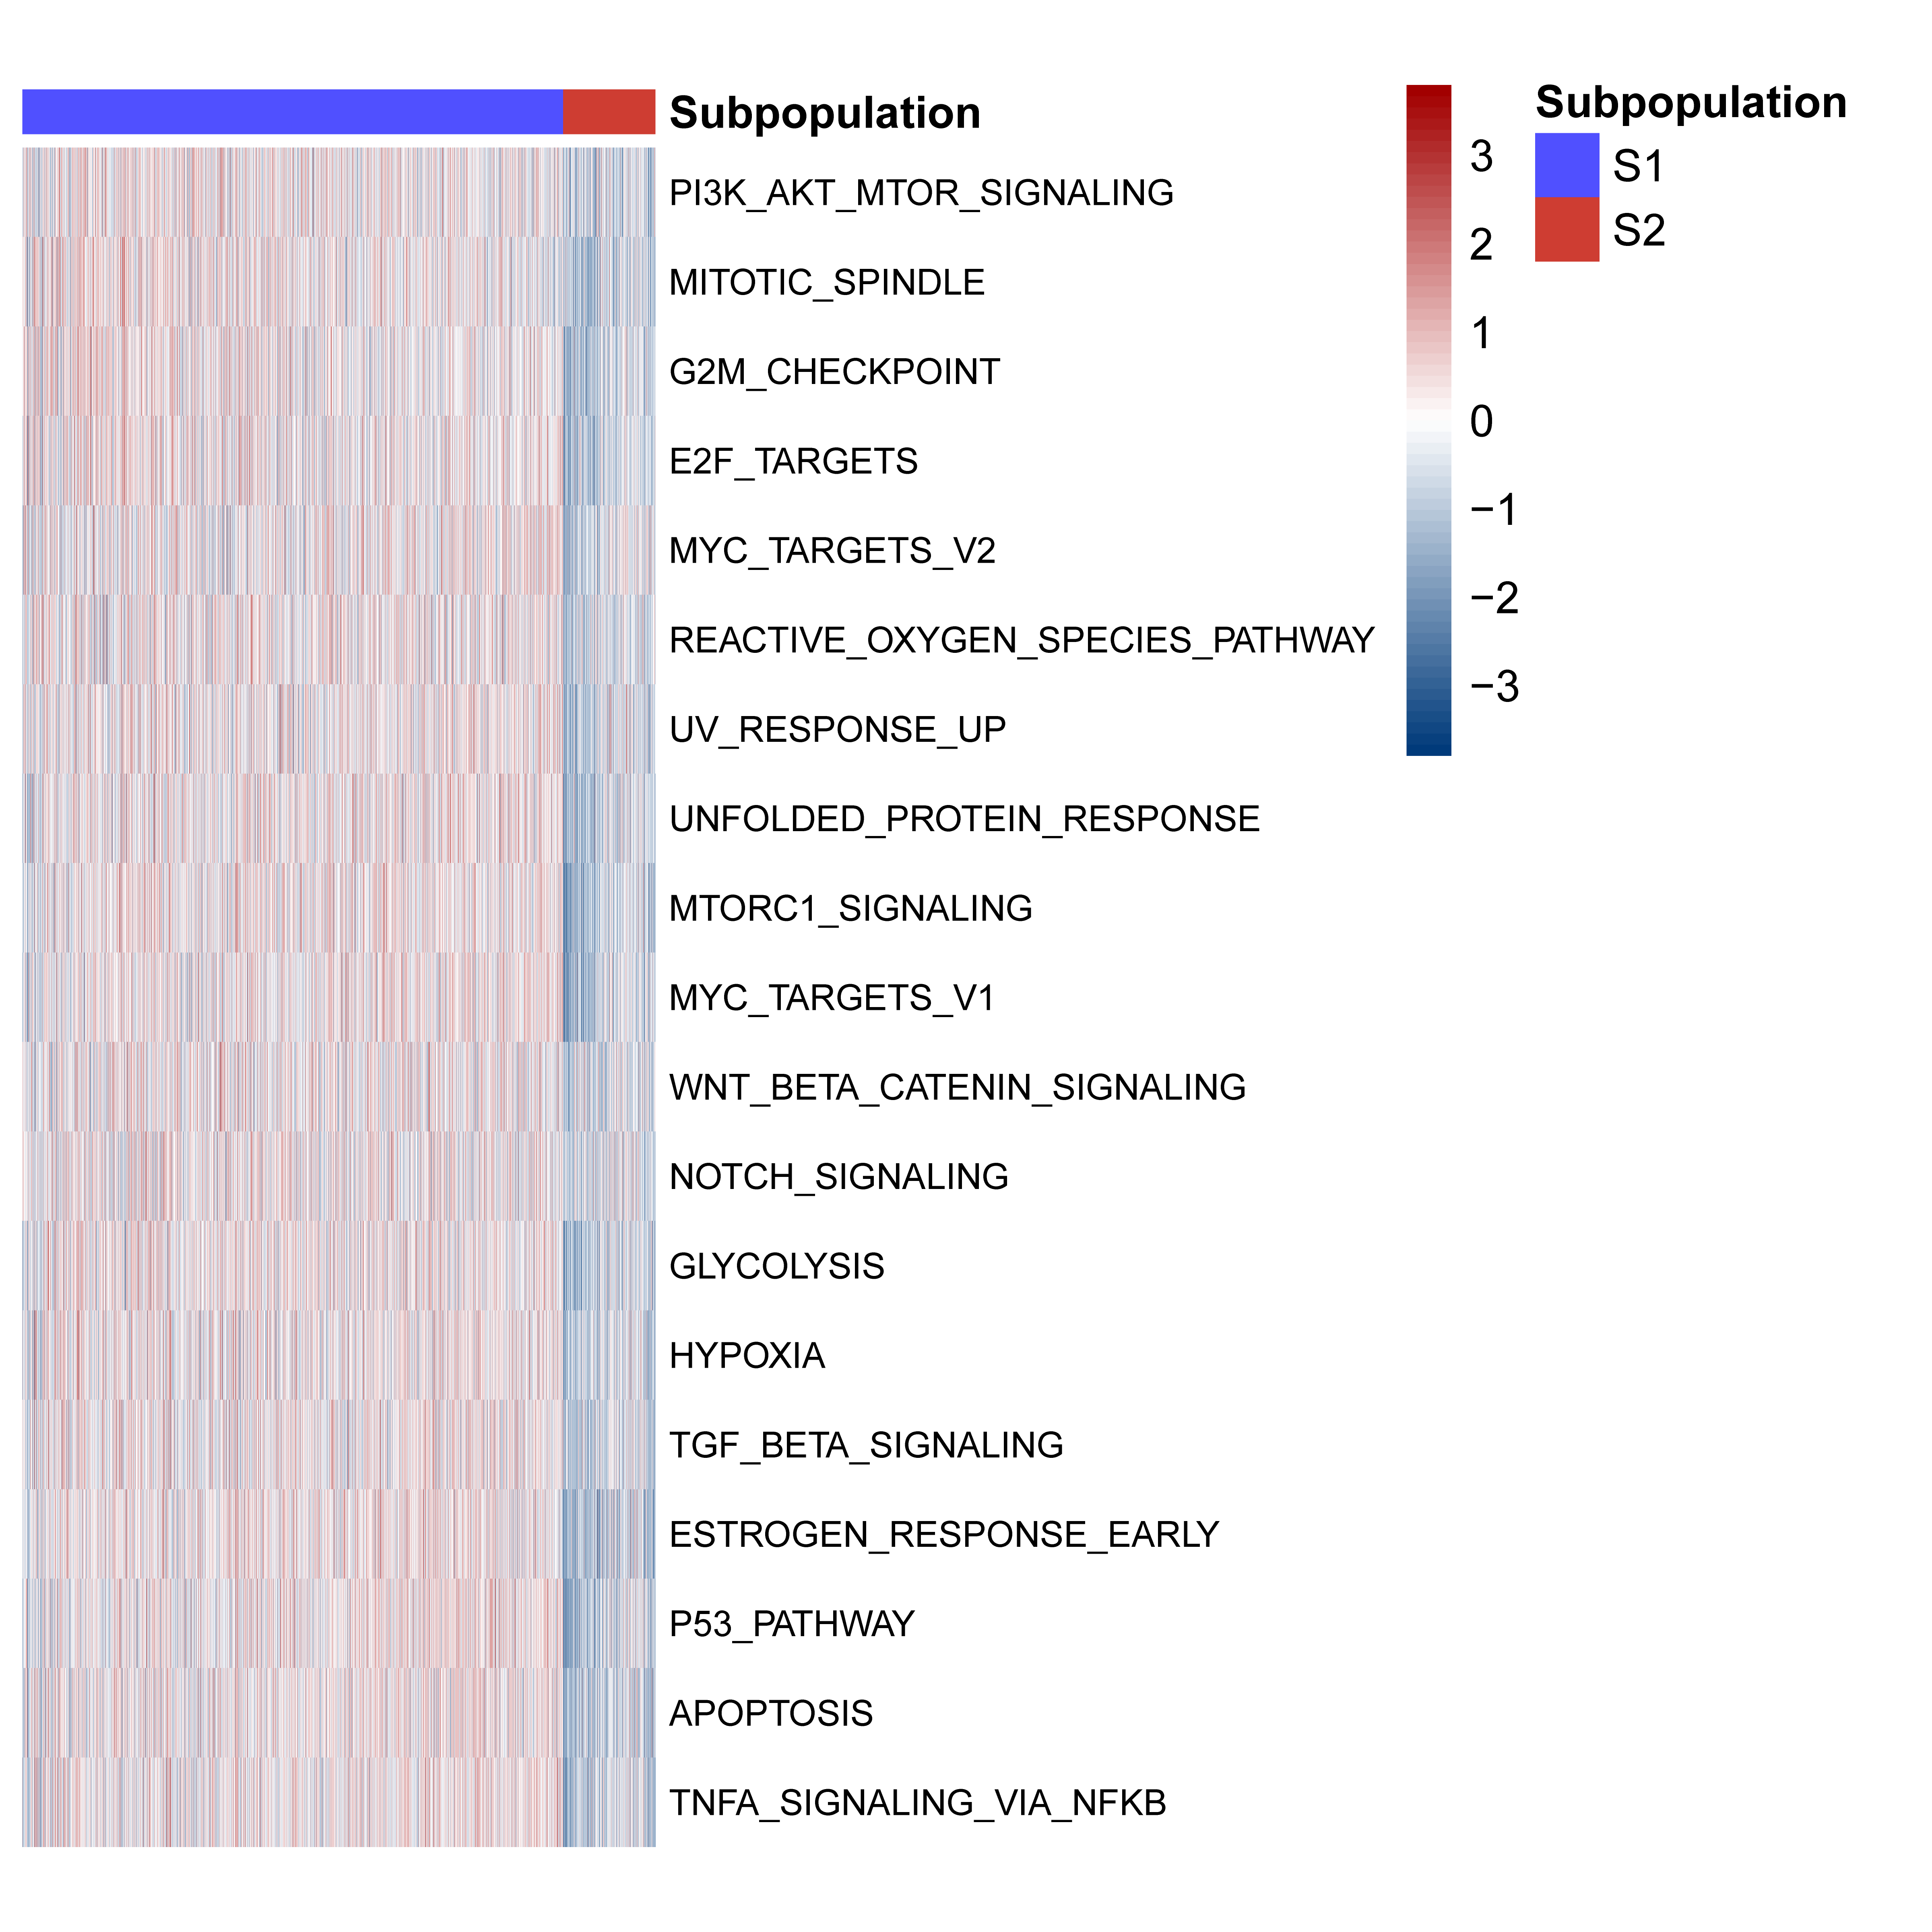 Subpopulation
PI3K_AKT_MTOR_SIGNALING
MITOTIC_SPINDLE
G2M_CHECKPOINT
E2F_TARGETS
MYC_TARGETS_V2
REACTIVE_OXYGEN_SPECIES_PATHWAY
UV_RESPONSE_UP
UNFOLDED_PROTEIN_RESPONSE
MTORC1_SIGNALING
MYC_TARGETS_V1
WNT_BETA_CATENIN_SIGNALING
NOTCH_SIGNALING
GLYCOLYSIS
HYPOXIA
TGF_BETA_SIGNALING
ESTROGEN_RESPONSE_EARLY
P53_PATHWAY
APOPTOSIS
TNFA_SIGNALING_VIA_NFKB
3
2
1
0
−1
−2
−3
Subpopulation
S1
S2